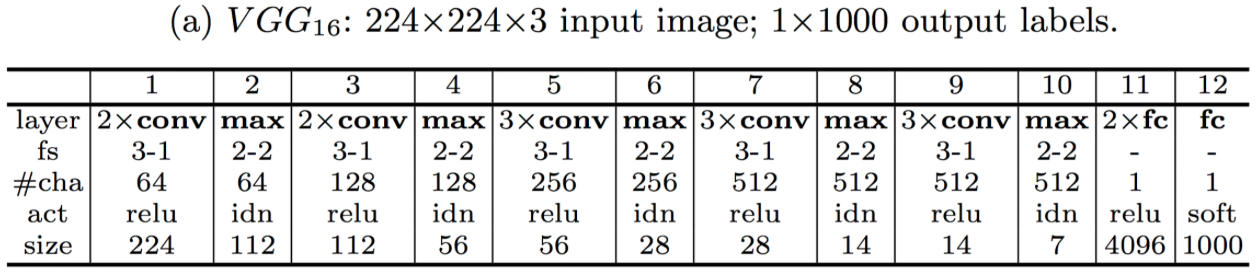 (a) VGG16: 224×224×3 input image; 1×1000 output labels.
1 2 3 4 5 6 7 8 9 10 11 12
layer 2×conv max 2×conv max 3×conv max 3×conv max 3×conv max 2×fc fc
fs 3-1 2-2 3-1 2-2 3-1 2-2 3-1 2-2 3-1 2-2 - -
#cha 64 64 128 128 256 256 512 512 512 512 1 1
act relu idn relu idn relu idn relu idn relu idn relu soft
size 224 112 112 56 56 28 28 14 14 7 4096 1000